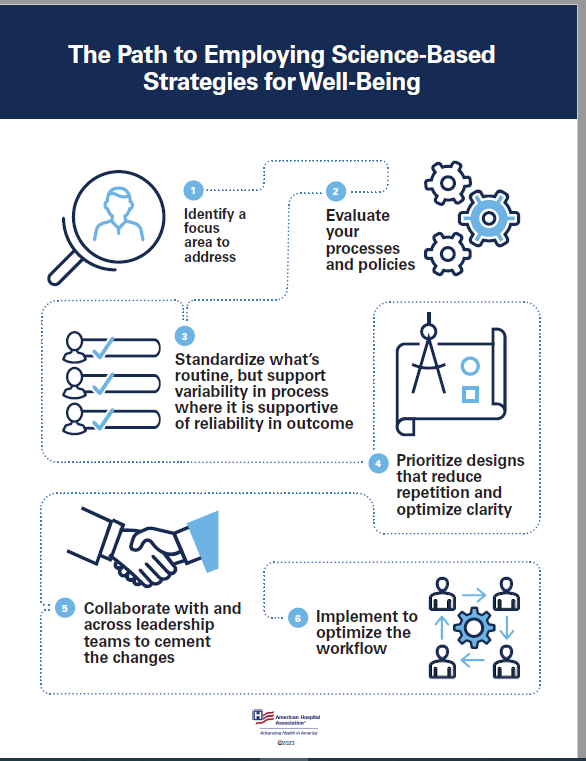 The Path to Employing Science-Based
Strategies for Well-Being
1
Identify a
focus
area to
address
2
Evaluate
your
processes
and policies
3
Standardize what's
routine, but support
variability in process
where it is supportive
of reliability in outcome
4
Prioritize designs
that reduce
repetition and
optimize clarity
5
Collaborate with and
across leadership
teams to cement
the changes
6
Implement to
optimize the
workflow
H
American Hospital
Association®
Advancing Health in America
©2023